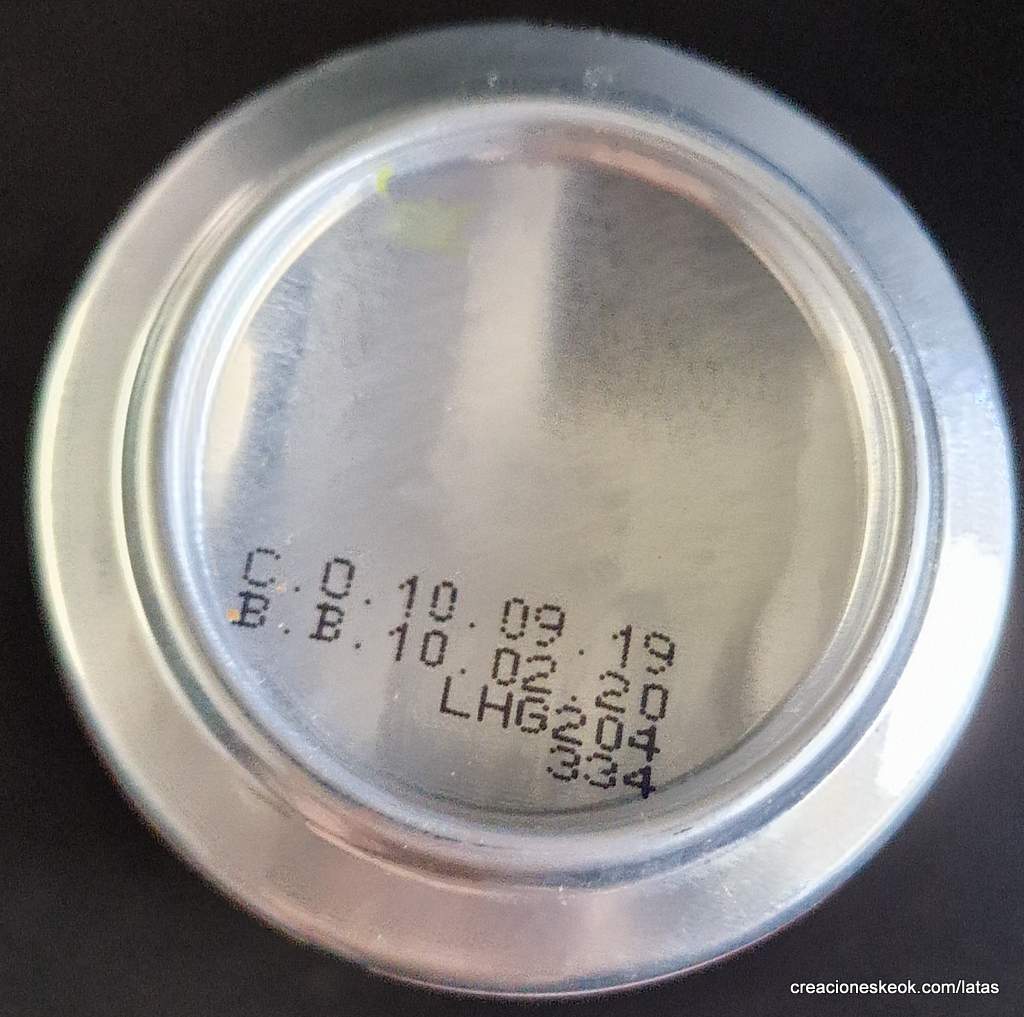 C.D.10.09.19
B.B.10.02.20
LHG204
334
creacioneskeok.com/latas